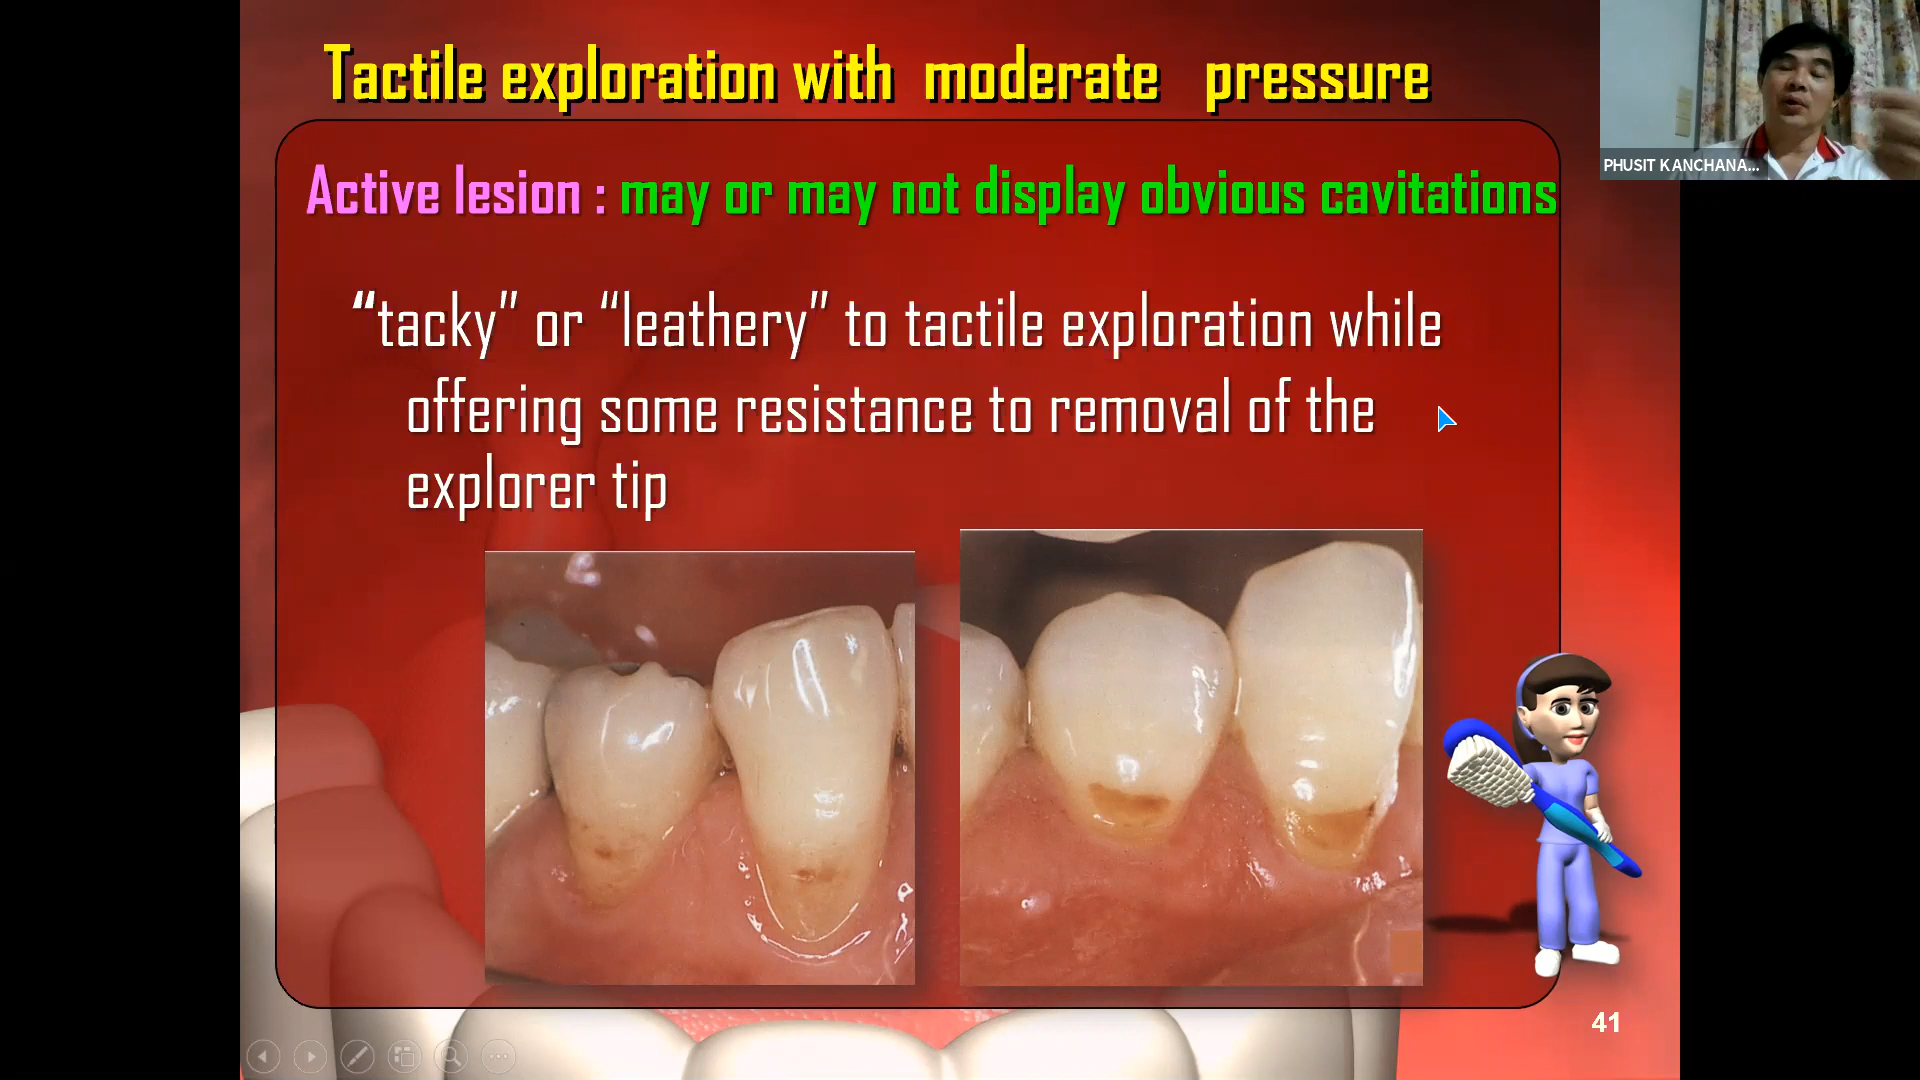 Tactile exploration with moderate pressure
PHUSIT KANCHANA...
Active lesion : may or may not display obvious cavitations
“tacky” or “leathery” to tactile exploration while
offering some resistance to removal of the
explorer tip
41